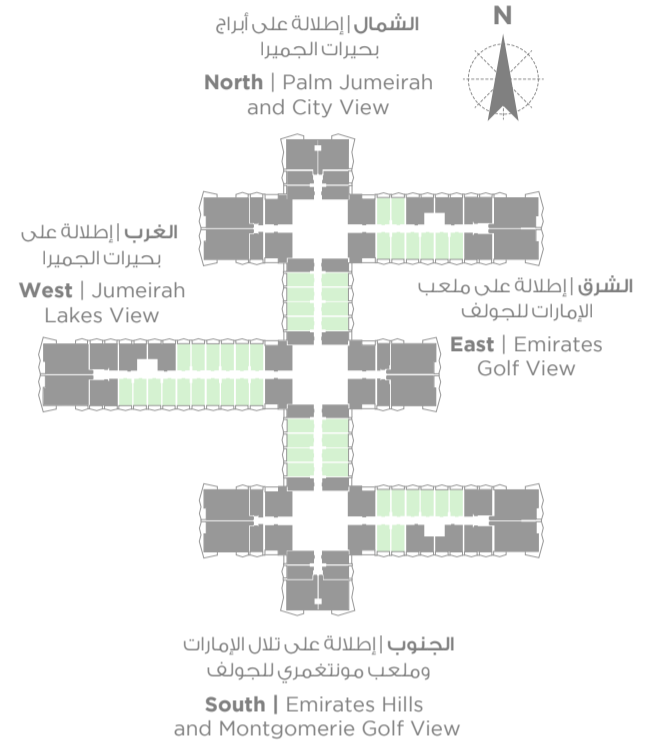 الشمال | إطلالة على أبراج
بحيرات الجميرا
North | Palm Jumeirah
and City View
N
الغرب | إطلالة على
بحيرات الجميرا
West | Jumeirah
Lakes View
الشرق | إطلالة على ملعب
الإمارات للجولف
East | Emirates
Golf View
الجنوب | إطلالة على تلال الإمارات
وملعب مونتغمري للجولف
South | Emirates Hills
and Montgomerie Golf View